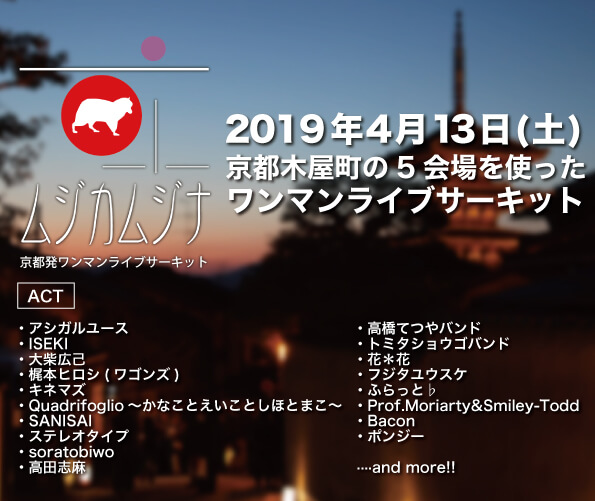 ムジカムジナ
京都発ワンマンライブサーキット
2019年4月13日(土)
京都木屋町の5会場を使った
ワンマンライブサーキット
ACT
・アシガルユース
・ISEKI
・大柴広己
・梶本ヒロシ(ワゴンズ)
・キネマズ
・Quadrifoglio〜かなことえいことしほとまこ〜
・SANISAI
・ステレオタイプ
・soratobiwo
・高田志麻
・高橋てつやバンド
・トミタショウゴバンド
・花＊花
・フジタユウスケ
・ふらっと♭
・Prof.Moriarty&Smiley-Todd
・Bacon
・ポンジー
····and more!!